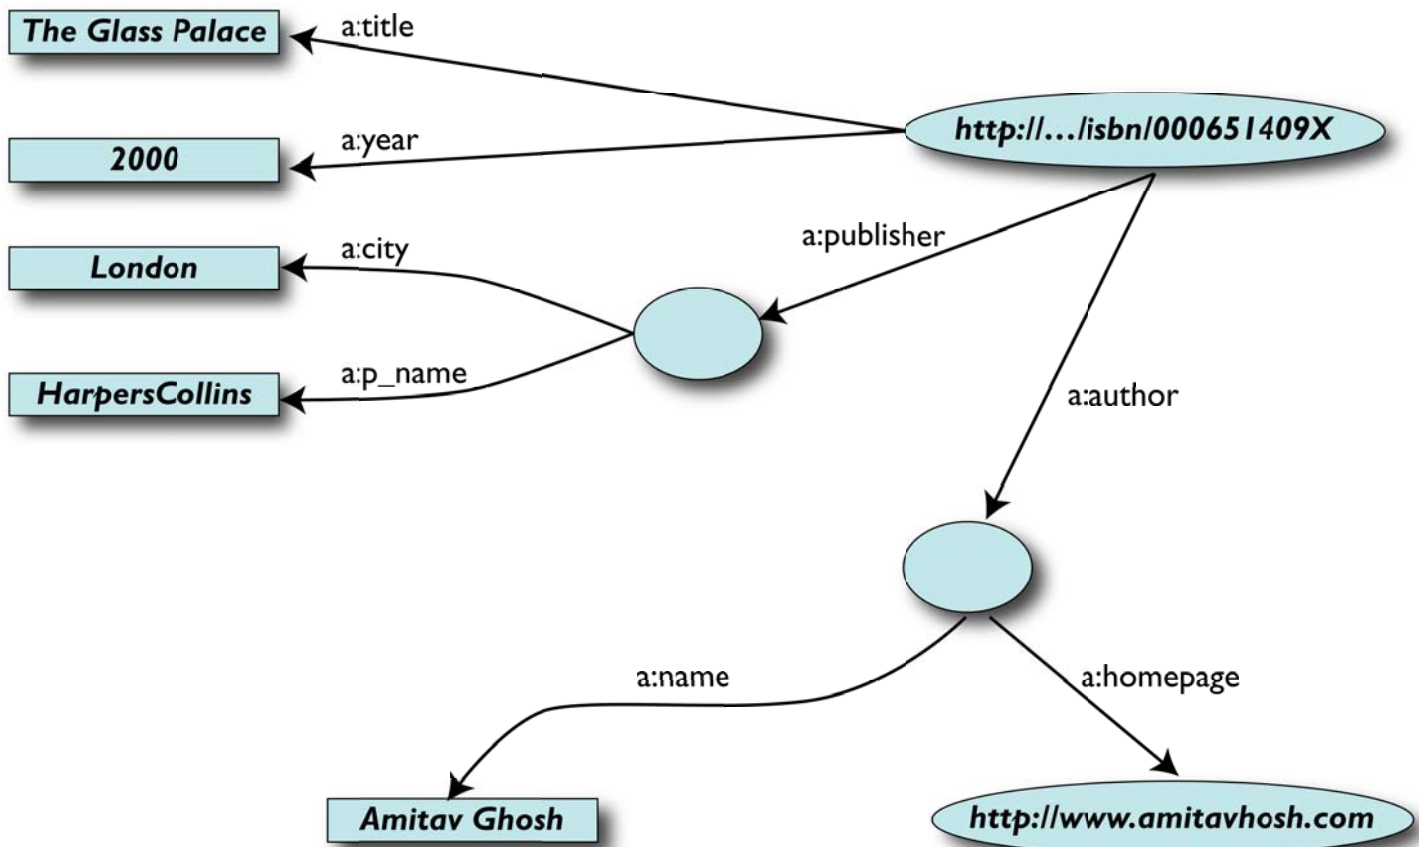 The Glass Palace
a:title
http://…/isbn/000651409X
2000
a:year
London
a:city
a:publisher
HarpersCollins
a:p_name
a:author
a:name
a:homepage
Amitav Ghosh
http://www.amitavhosh.com